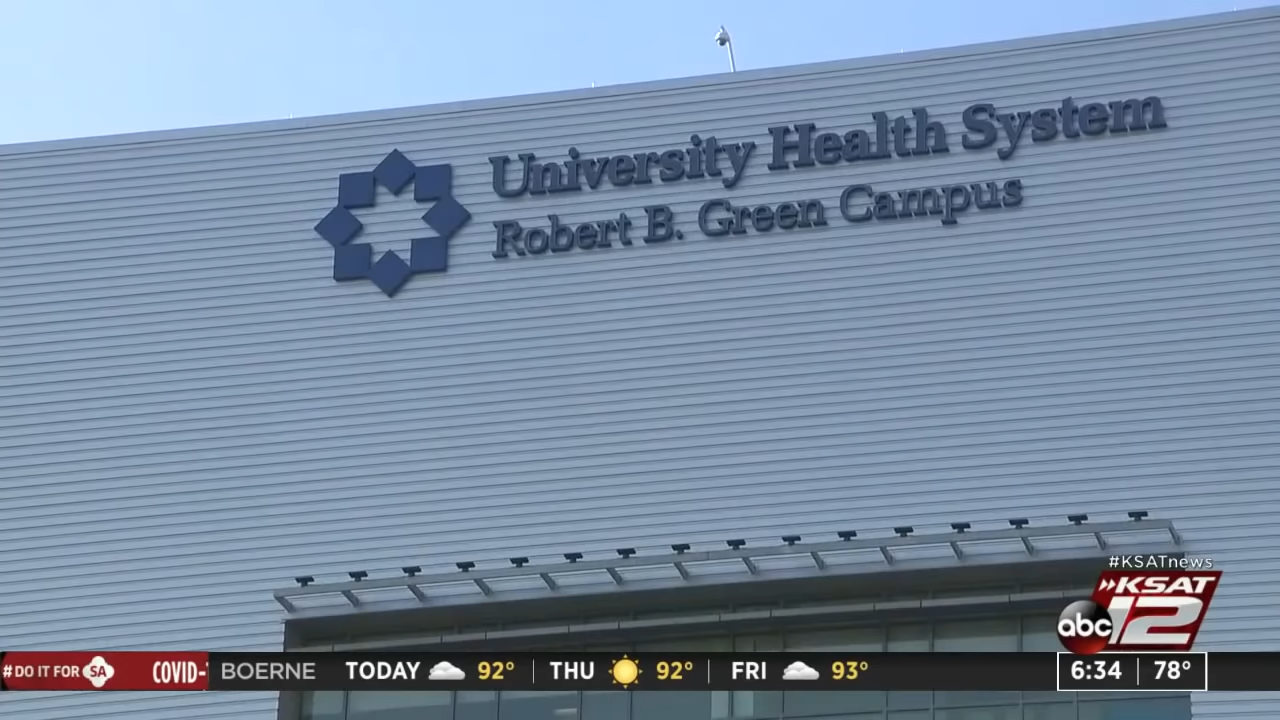 University Health System
Robert B. Green Campus
#KSATnews
KSAT
abc 12
#DO IT FOR SA COVID- BOERNE TODAY 92° THU 92° FRI 93° 6:34 78°